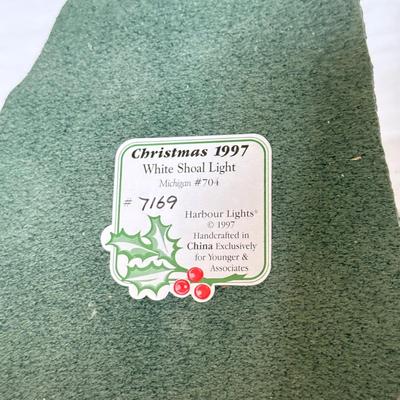 Christmas 1997
White Shoal Light
Michigan #704
# 7169
Harbour Lights®
© 1997
Handcrafted in
China Exclusively
for Younger &
Associates